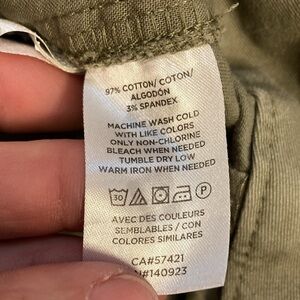 97% COTTON/ COTON/
ALGODÓN
3% SPANDEX
MACHINE WASH COLD
WITH LIKE COLORS
ONLY NON-CHLORINE
BLEACH WHEN NEEDED
TUMBLE DRY LOW
WARM IRON WHEN NEEDED
30 P
AVEC DES COULEURS
SEMBLABLES / CON
COLORES SIMILARES
CA#57421
N#140923